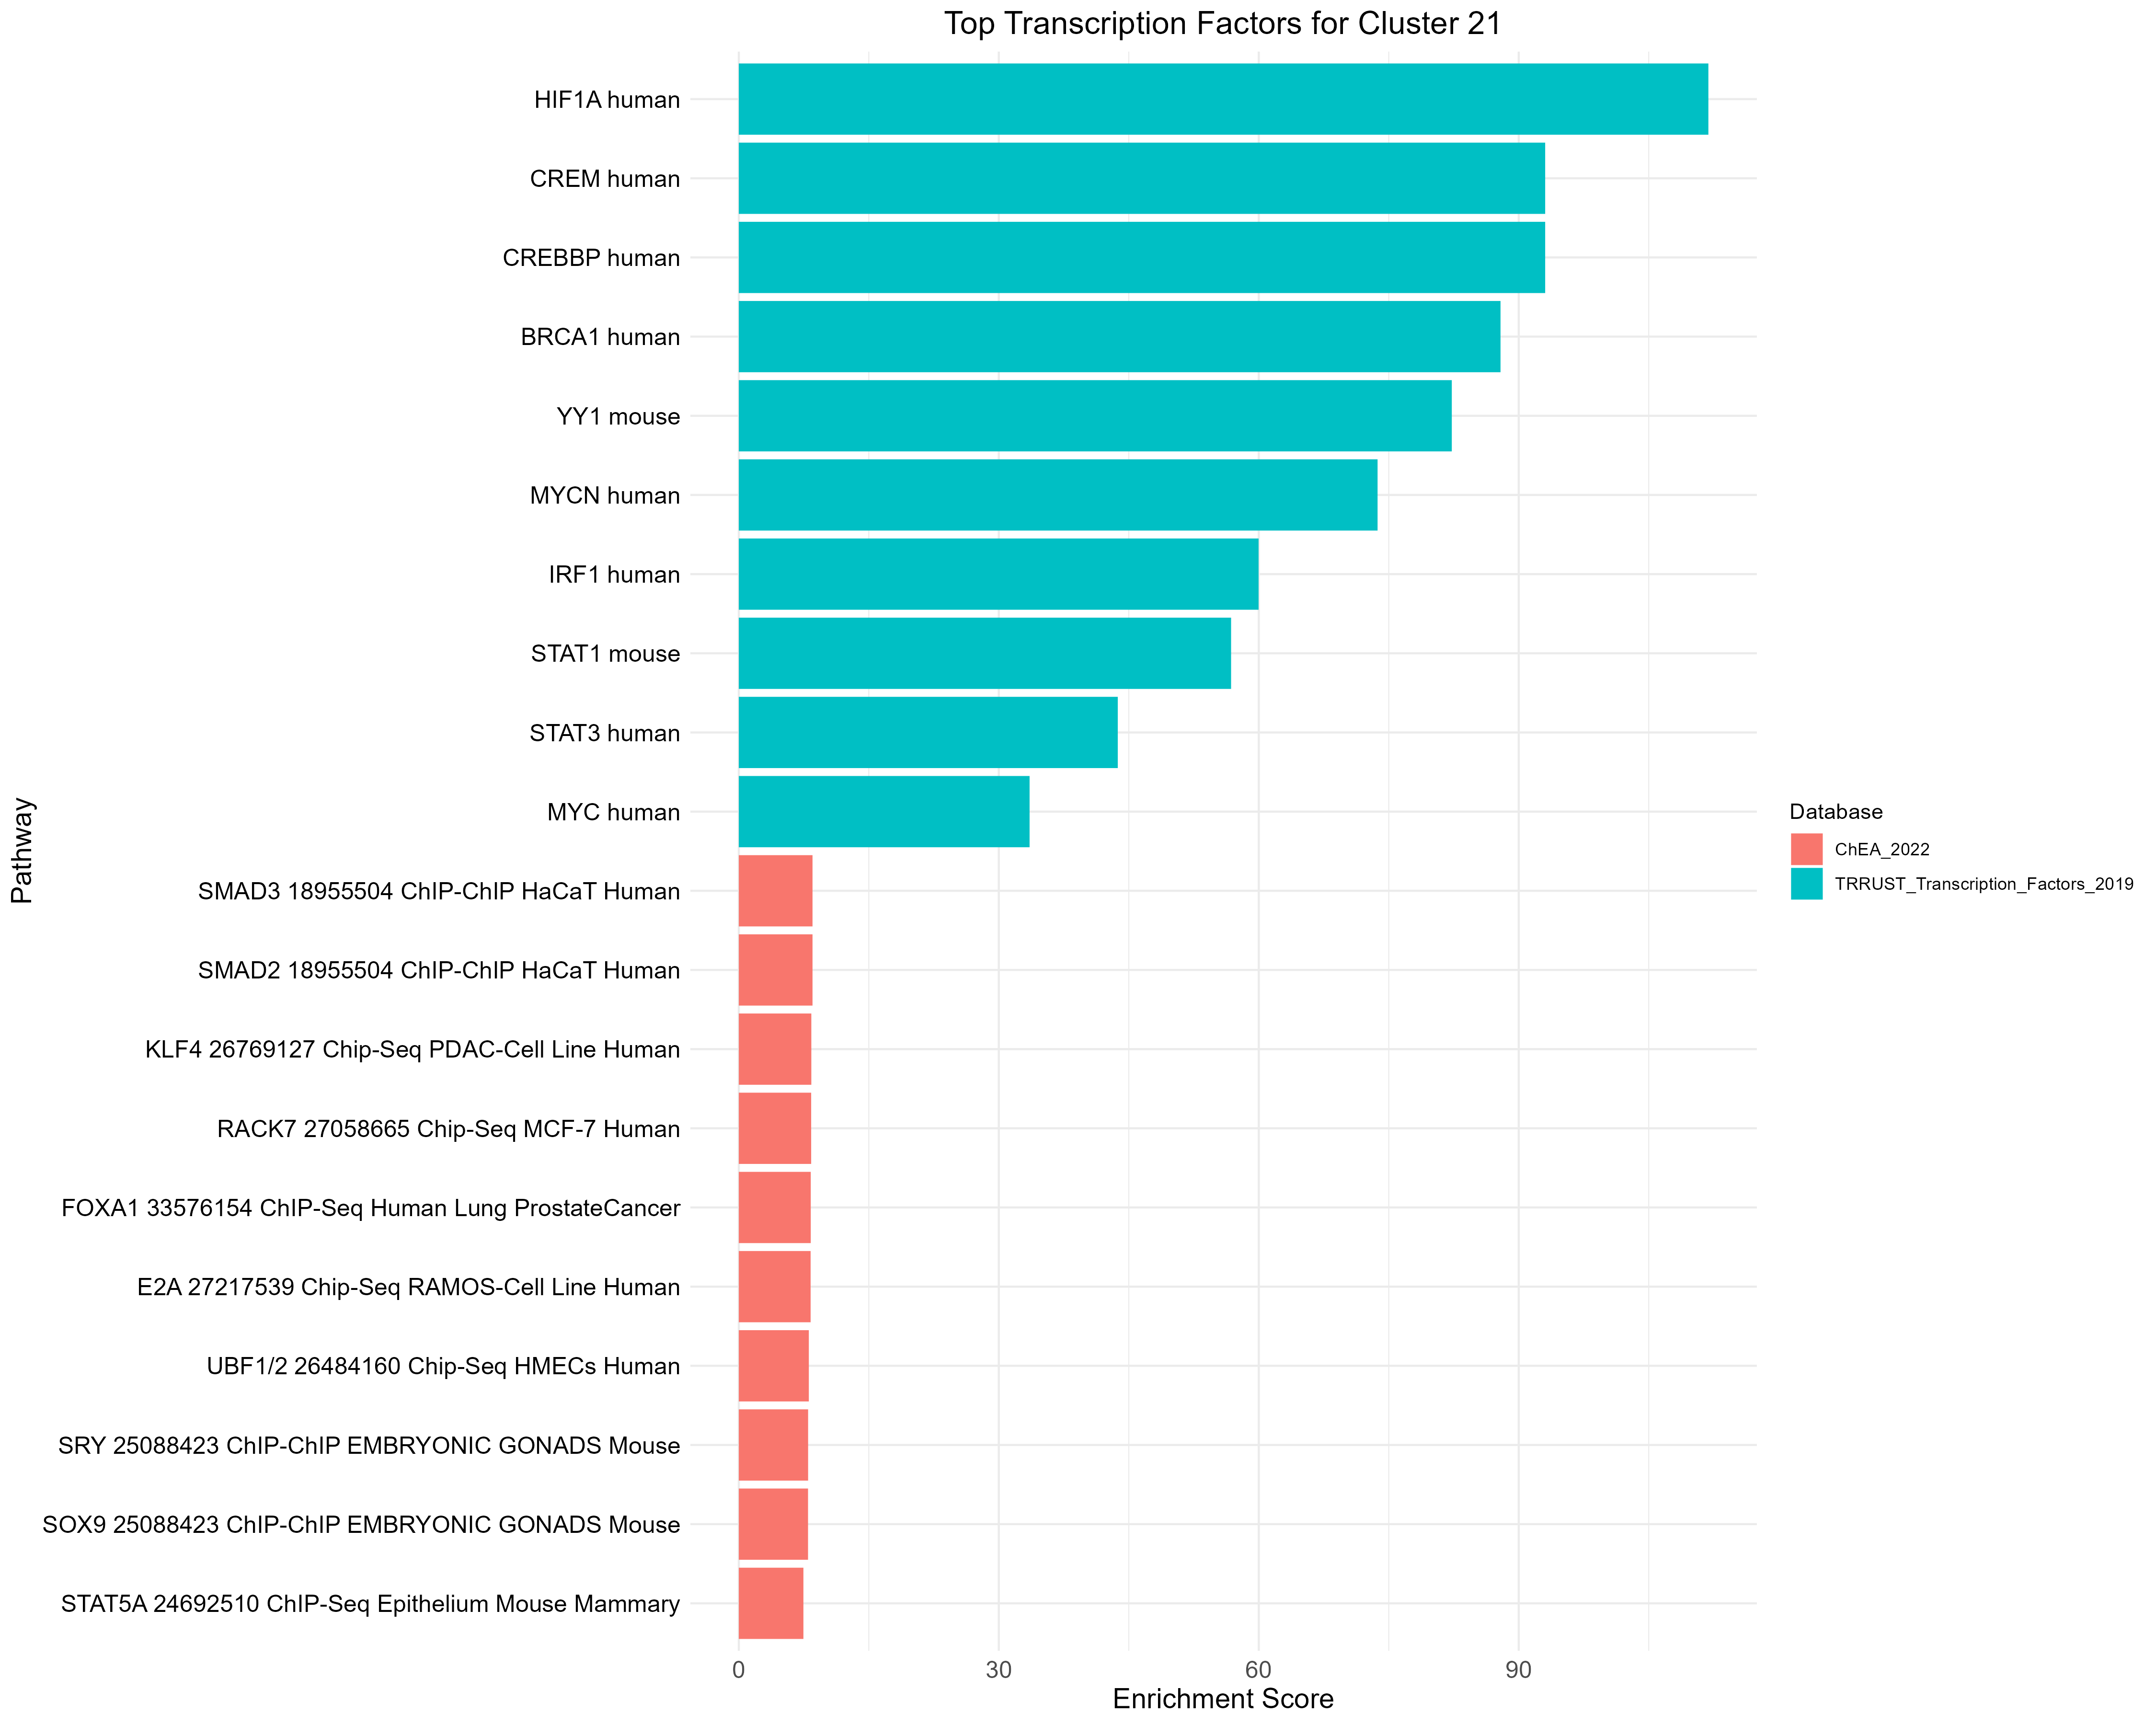 Top Transcription Factors for Cluster 21
HIF1A human
CREM human
CREBBP human
BRCA1 human
YY1 mouse
MYCN human
IRF1 human
STAT1 mouse
STAT3 human
MYC human
SMAD3 18955504 ChIP-ChIP HaCaT Human
SMAD2 18955504 ChIP-ChIP HaCaT Human
KLF4 26769127 Chip-Seq PDAC-Cell Line Human
RACK7 27058665 Chip-Seq MCF-7 Human
FOXA1 33576154 ChIP-Seq Human Lung ProstateCancer
E2A 27217539 Chip-Seq RAMOS-Cell Line Human
UBF1/2 26484160 Chip-Seq HMECs Human
SRY 25088423 ChIP-ChIP EMBRYONIC GONADS Mouse
SOX9 25088423 ChIP-ChIP EMBRYONIC GONADS Mouse
STAT5A 24692510 ChIP-Seq Epithelium Mouse Mammary
Pathway
0 30 60 90
Enrichment Score
Database
ChEA_2022
TRRUST_Transcription_Factors_2019